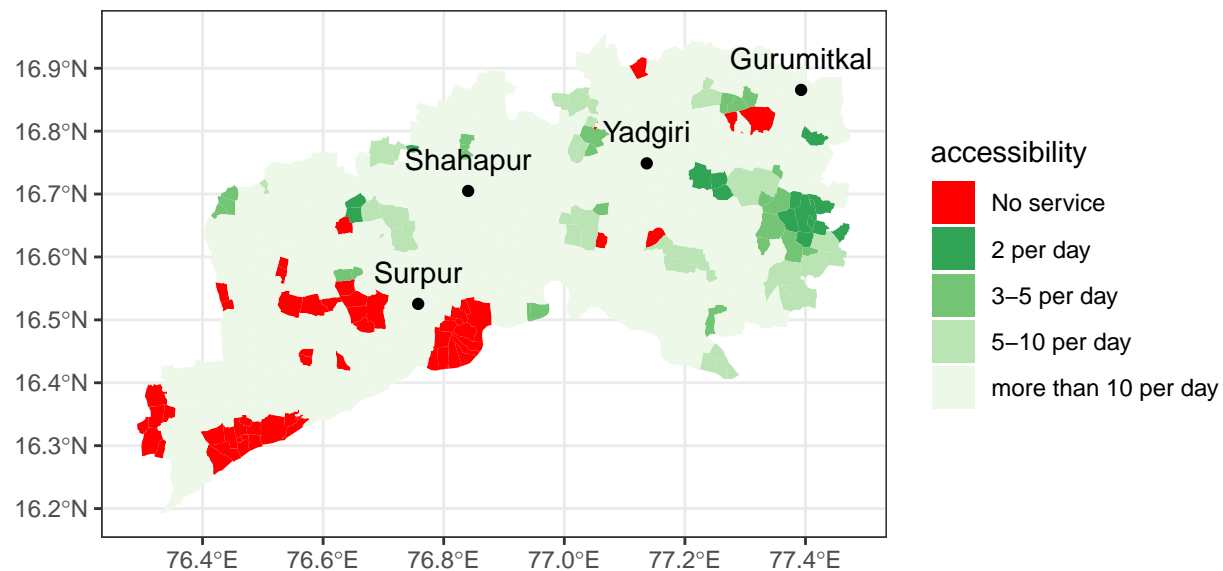 Gurumitkal
Yadgiri
Shahapur
Surpur
16.9°N
16.8°N
16.7°N
16.6°N
16.5°N
16.4°N
16.3°N
16.2°N
76.4°E
76.6°E
76.8°E
77.0°E
77.2°E
77.4°E
accessibility
No service
2 per day
3–5 per day
5–10 per day
more than 10 per day